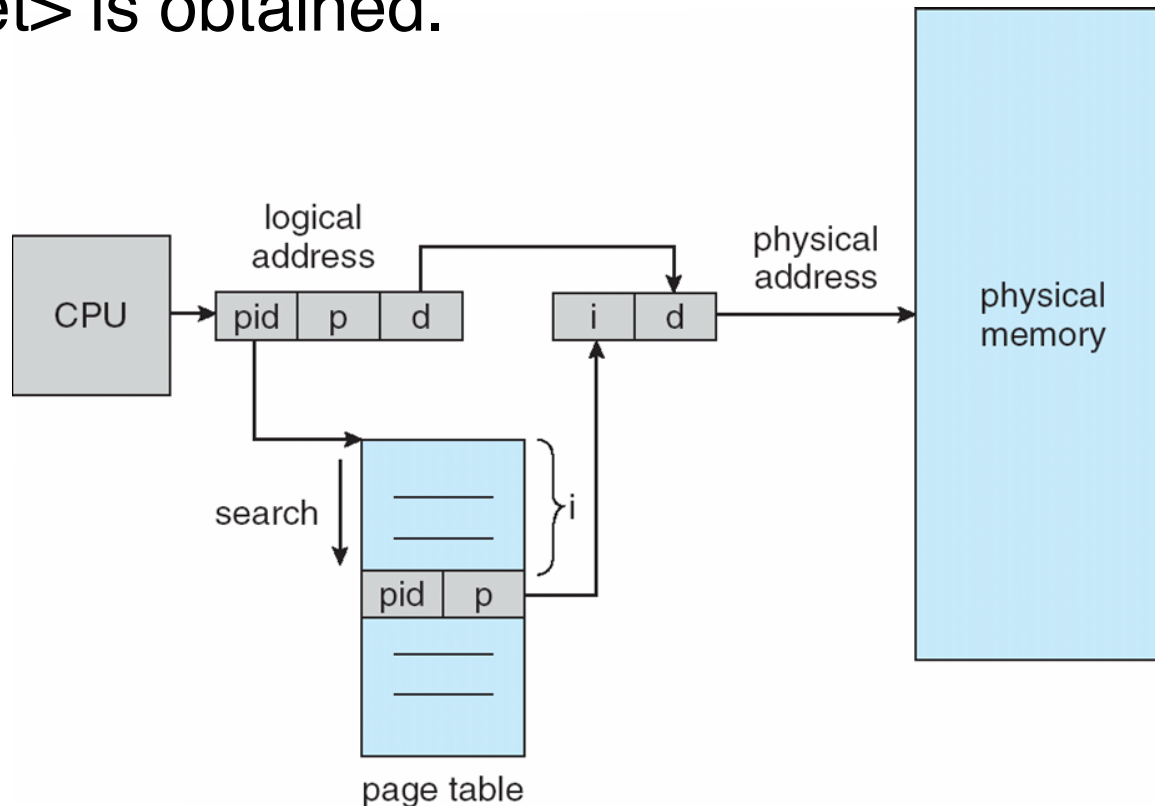 et> is obtained.
logical
address
physical
address
CPU
pid
p
d
i
d
physical
memory
search
i
pid
p
page table